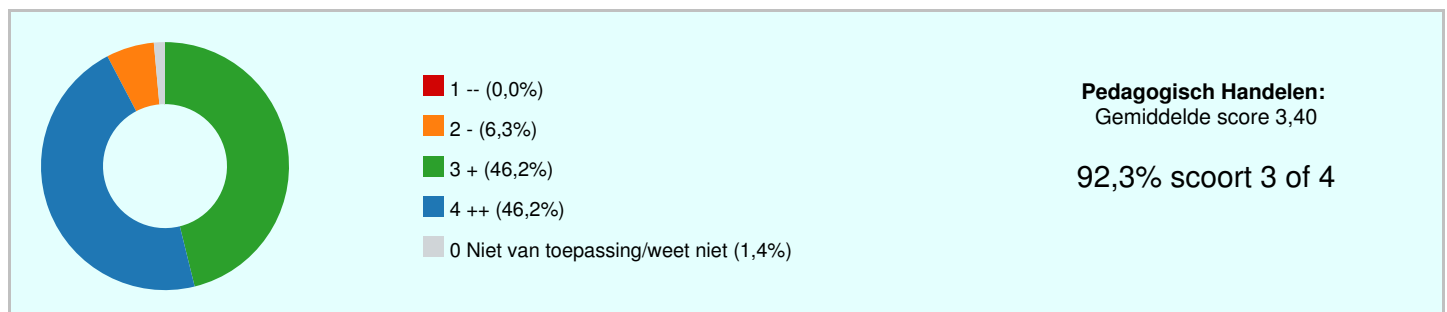 1 -- (0,0%)
2 - (6,3%)
3 + (46,2%)
4 ++ (46,2%)
0 Niet van toepassing/weet niet (1,4%)
Pedagogisch Handelen:
Gemiddelde score 3,40
92,3% scoort 3 of 4